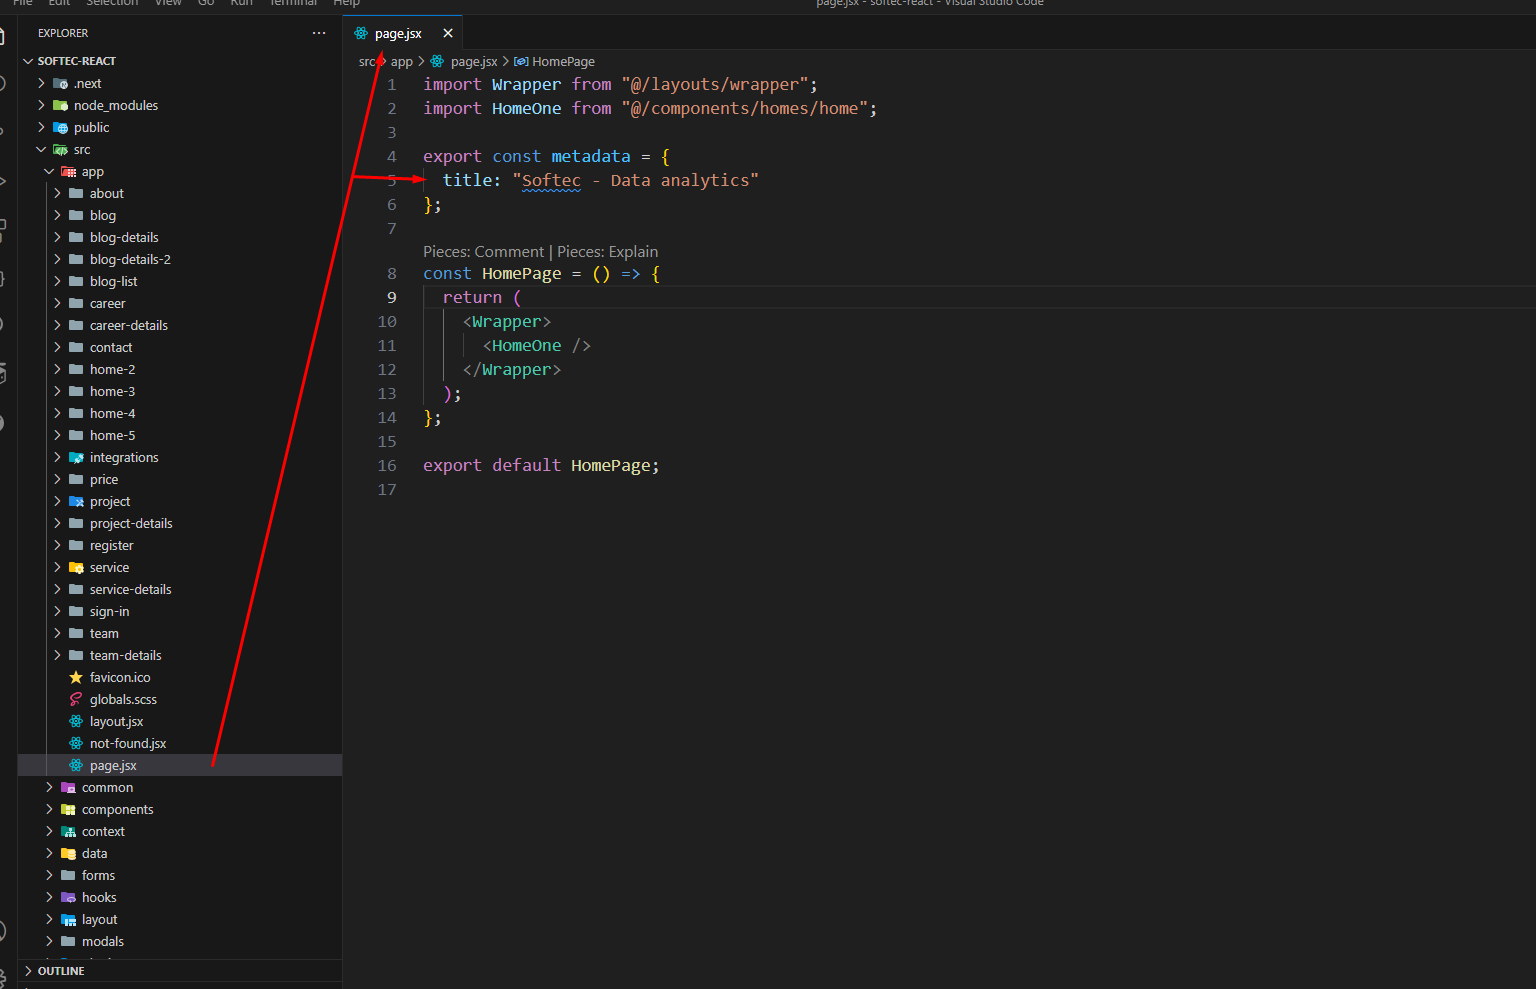 File Edit Selection View Go Run Terminal Help
page.jsx - softec-react - Visual Studio Code
EXPLORER
SOFTEC-REACT
.next
node_modules
public
src
app
about
blog
blog-details
blog-details-2
blog-list
career
career-details
contact
home-2
home-3
home-4
home-5
integrations
price
project
project-details
register
service
service-details
sign-in
team
team-details
favicon.ico
globals.scss
layout.jsx
not-found.jsx
page.jsx
common
components
context
data
forms
hooks
layout
modals
OUTLINE
page.jsx
src > app > page.jsx > HomePage
1 import Wrapper from "@/layouts/wrapper";
2 import HomeOne from "@/components/homes/home";
3
4 export const metadata = {
5 title: "Softec - Data analytics"
6 };
7
Pieces: Comment | Pieces: Explain
8 const HomePage = () => {
9 return (
10 <Wrapper>
11 <HomeOne />
12 </Wrapper>
13 );
14 };
15
16 export default HomePage;
17